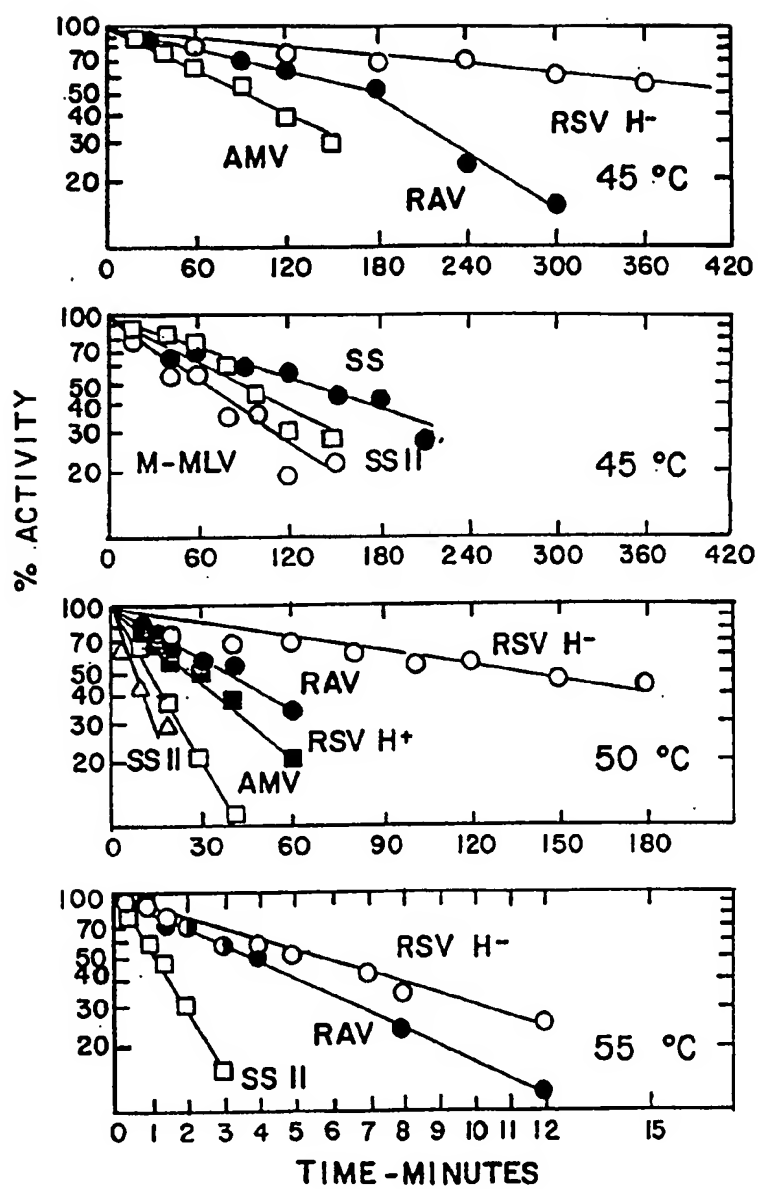 % ACTIVITY
100
70
50
40
30
20
RSV H-
AMV
RAV
45 °C
0 60 120 180 240 300 360 420
100
70
50
40
30
20
SS
M-MLV
SS II
45 °C
0 60 120 180 240 300 360 420
100
70
50
40
30
20
RSV H-
RAV
RSV H+
SS II
AMV
50 °C
0 30 60 90 120 150 180
100
70
50
40
30
20
RSV H-
RAV
SS II
55 °C
0 1 2 3 4 5 6 7 8 9 10 11 12 15
TIME-MINUTES